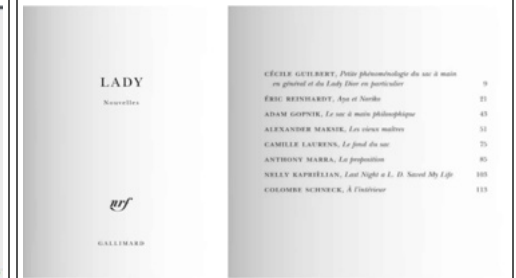 LADY
Nouvelles
nrf
GALLIMARD
CÉCILE GUILBERT, Petite phénoménologie du sac à main
en général et du Lady Dior en particulier 9
ÉRIC REINHARDT, Aya et Noriko 21
ADAM GOPNIK, Le sac à main philosophique 43
ALEXANDER MAKSIK, Les vieux maîtres 51
CAMILLE LAURENS, Le fond du sac 75
ANTHONY MARRA, La proposition 85
NELLY KAPRIÈLIAN, Last Night a L. D. Saved My Life 103
COLOMBE SCHNECK, À l'intérieur 113